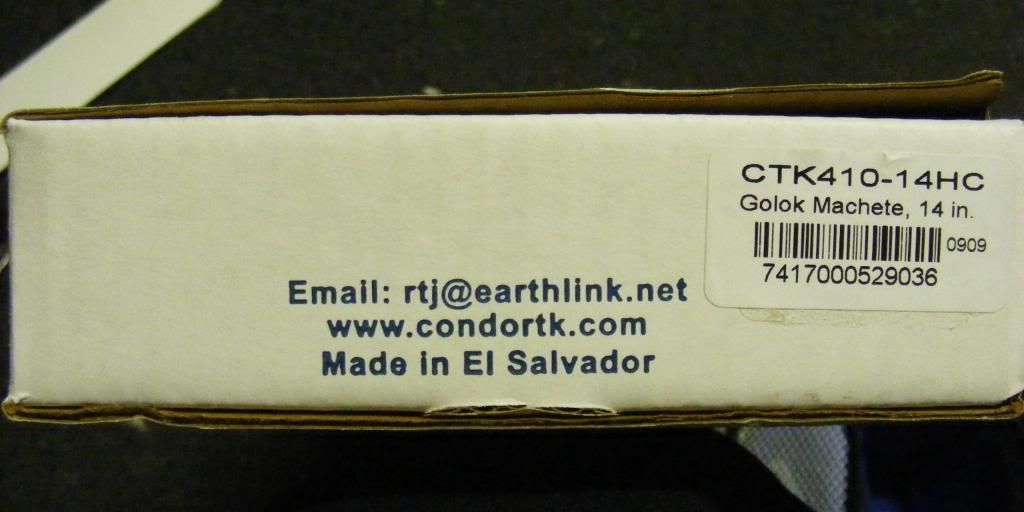 CTK410-14HC
Golok Machete, 14 in.
0909
7417000529036
Email: rtj@earthlink.net
www.condortk.com
Made in El Salvador